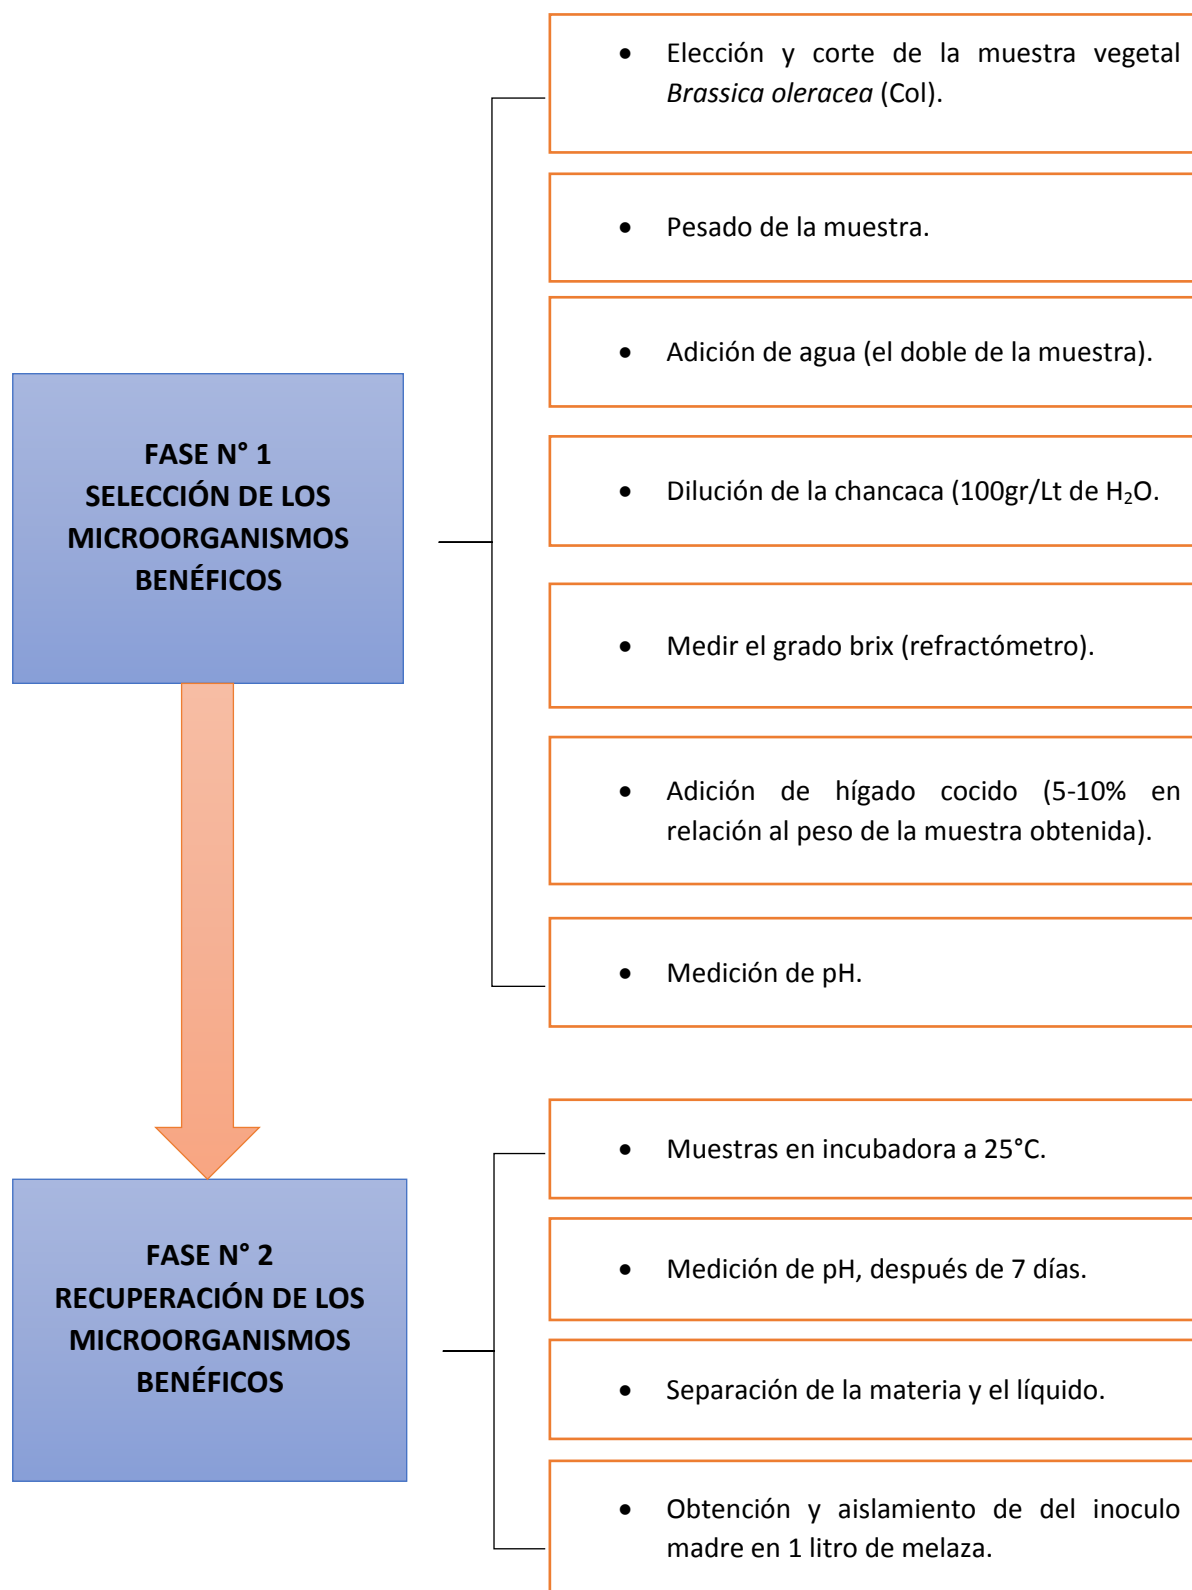 • Elección y corte de la muestra vegetal
Brassica oleracea (Col).
• Pesado de la muestra.
• Adición de agua (el doble de la muestra).
FASE N° 1
SELECCIÓN DE LOS
MICROORGANISMOS
BENÉFICOS
• Dilución de la chancaca (100gr/Lt de H₂O.
• Medir el grado brix (refractómetro).
• Adición de hígado cocido (5-10% en
relación al peso de la muestra obtenida).
• Medición de pH.
FASE N° 2
RECUPERACIÓN DE LOS
MICROORGANISMOS
BENÉFICOS
• Muestras en incubadora a 25°C.
• Medición de pH, después de 7 días.
• Separación de la materia y el líquido.
• Obtención y aislamiento de del inoculo
madre en 1 litro de melaza.